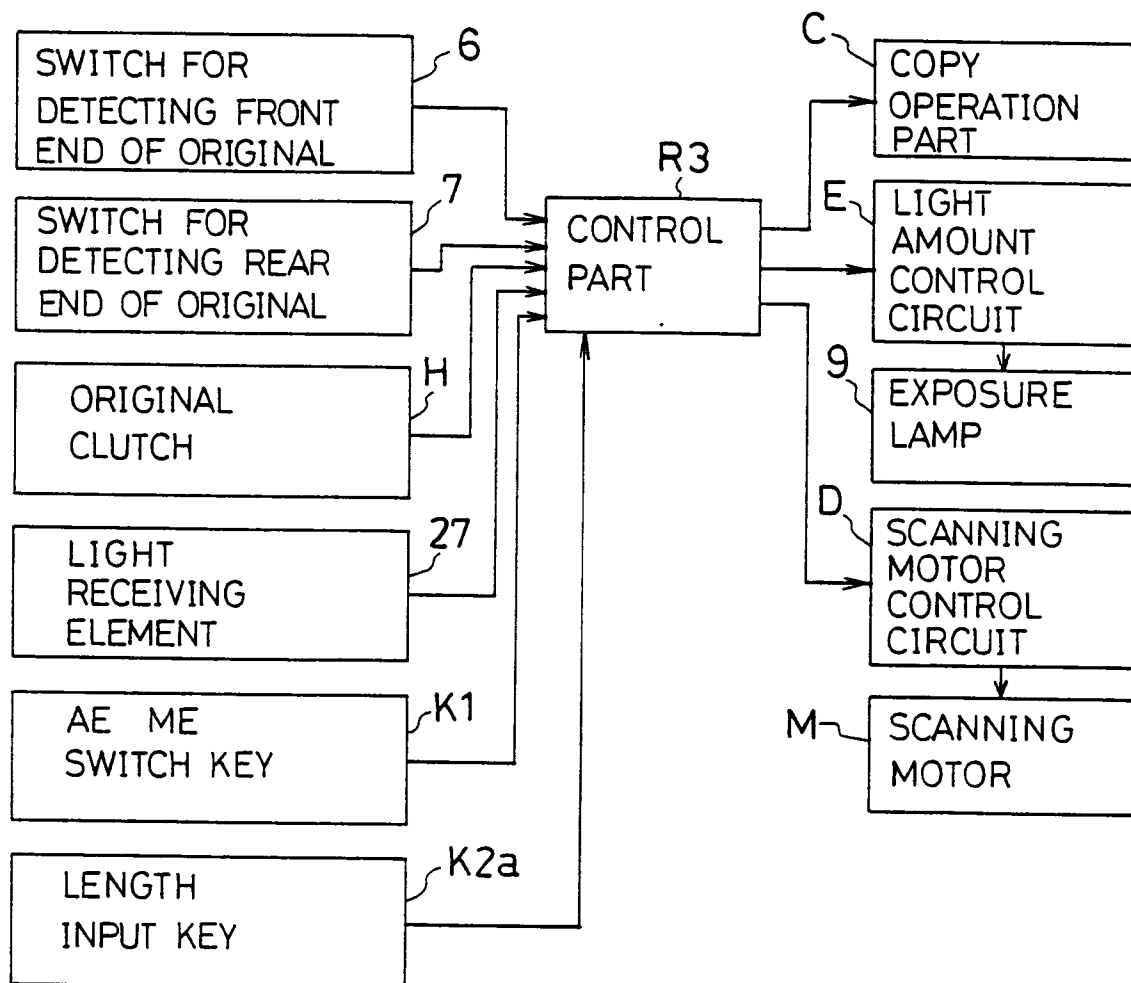 6
SWITCH FOR
DETECTING FRONT
END OF ORIGINAL
7
SWITCH FOR
DETECTING REAR
END OF ORIGINAL
H
ORIGINAL
CLUTCH
27
LIGHT
RECEIVING
ELEMENT
K1
AE ME
SWITCH KEY
K2a
LENGTH
INPUT KEY
R3
CONTROL
PART
C
COPY
OPERATION
PART
E
LIGHT
AMOUNT
CONTROL
CIRCUIT
9
EXPOSURE
LAMP
D
SCANNING
MOTOR
CONTROL
CIRCUIT
M
SCANNING
MOTOR